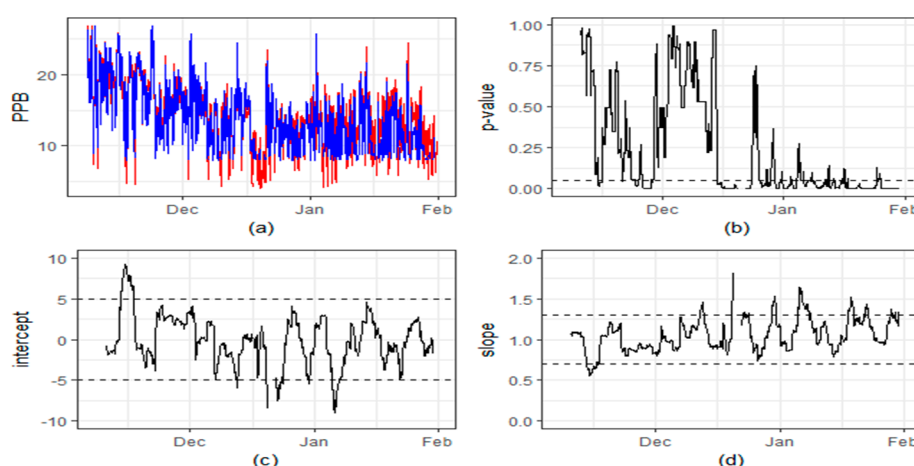 PPB
20
10
Dec
Jan
Feb
(a)
p-value
1.00
0.75
0.50
0.25
0.00
Dec
Jan
Feb
(b)
intercept
10
5
0
-5
-10
Dec
Jan
Feb
(c)
slope
2.0
1.5
1.0
0.5
0.0
Dec
Jan
Feb
(d)